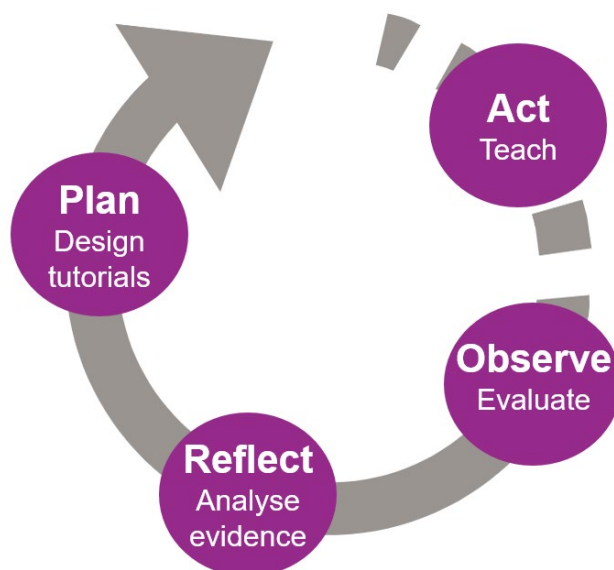 Act
Teach
Plan
Design
tutorials
Observe
Evaluate
Reflect
Analyse
evidence